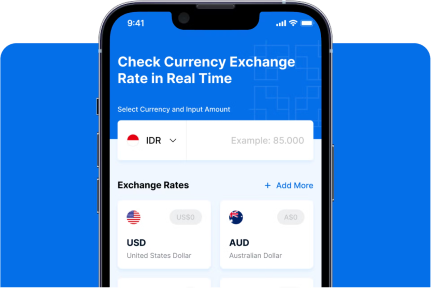 9:41
Check Currency Exchange
Rate in Real Time
Select Currency and Input Amount
IDR
Example: 85.000
Exchange Rates
+ Add More
US$0
A$0
USD
AUD
United States Dollar
Australian Dollar